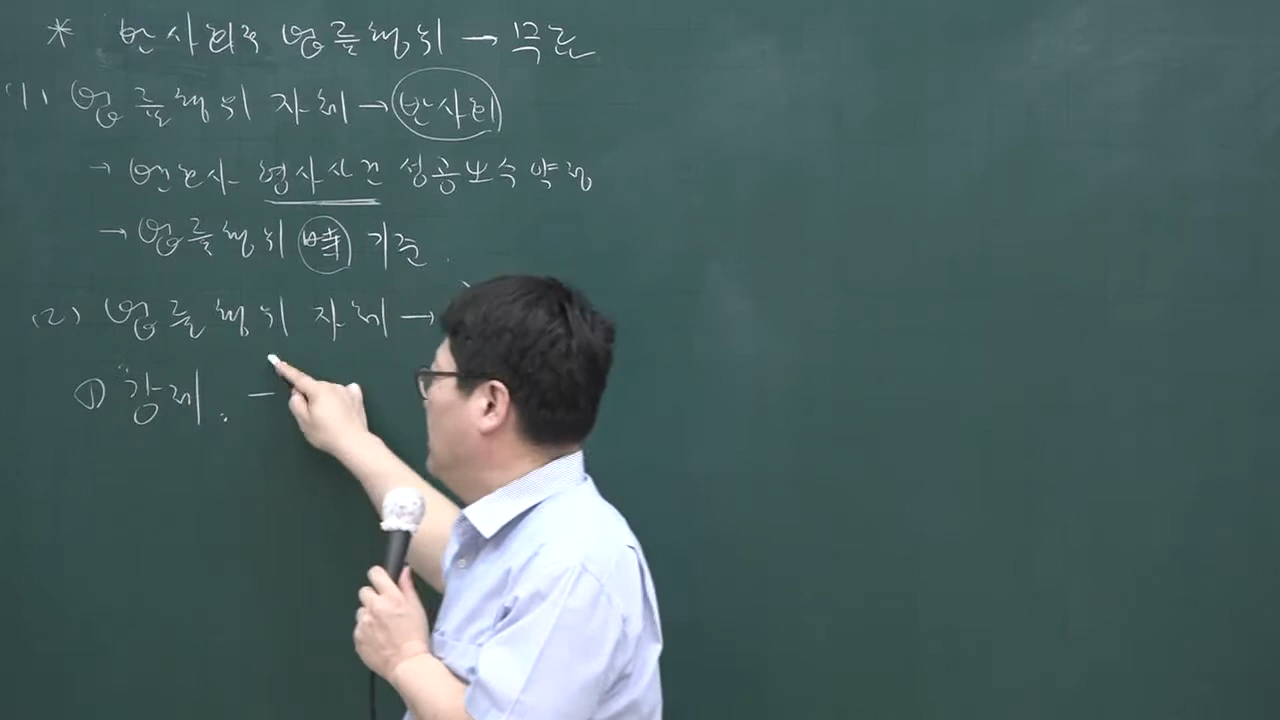 * 반사회적 법률행위 → 무효
(1) 법률행위 자체 → 반사회
→ 변호사 형사사건 성공보수약정
→ 법률행위 時 기준.
(2) 법률행위 자체 →
① "강제. －